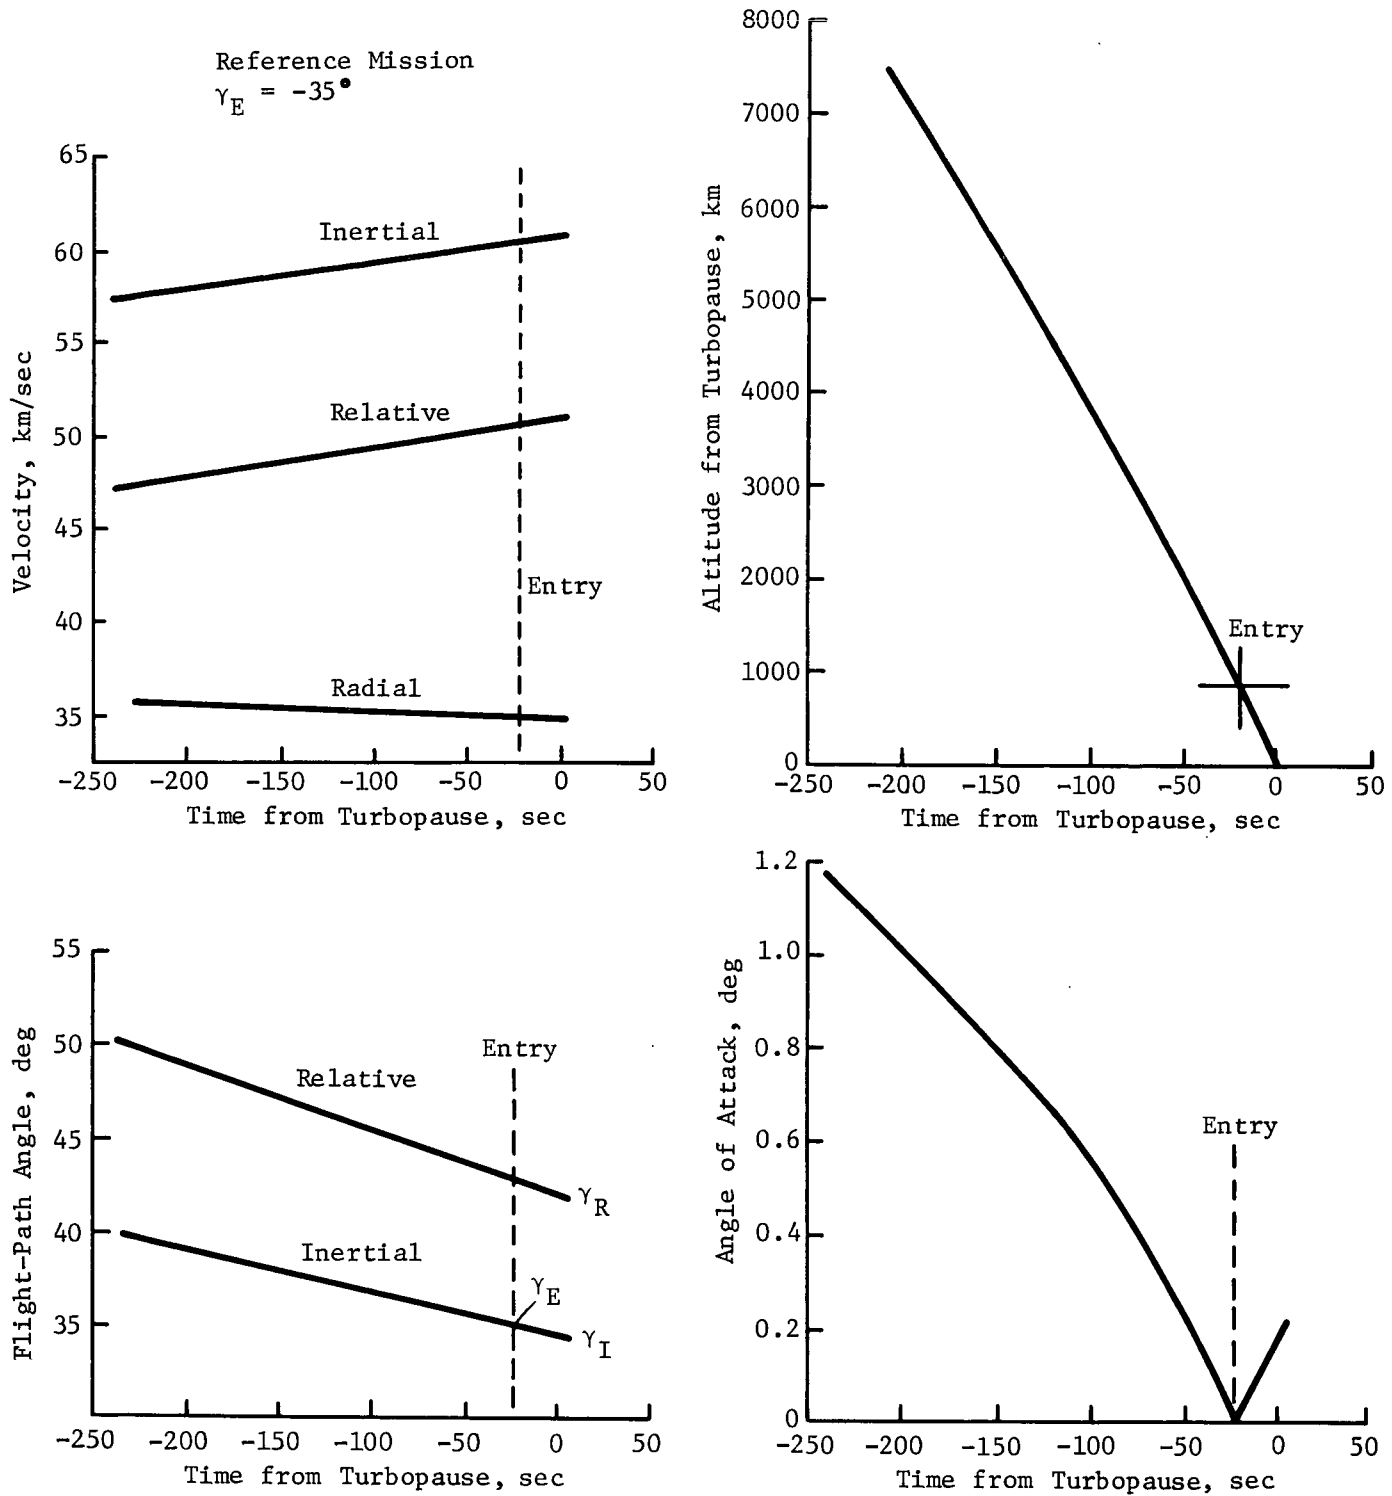 Reference Mission
γE = -35°
65
60
55
50
45
40
35
Velocity, km/sec
Inertial
Relative
Entry
Radial
-250 -200 -150 -100 -50 0 50
Time from Turbopause, sec
8000
7000
6000
5000
4000
3000
2000
1000
0
Altitude from Turbopause, km
Entry
-250 -200 -150 -100 -50 0 50
Time from Turbopause, sec
55
50
45
40
35
Flight-Path Angle, deg
Entry
Relative
γR
Inertial
γE
γI
-250 -200 -150 -100 -50 0 50
Time from Turbopause, sec
1.2
1.0
0.8
0.6
0.4
0.2
0
Angle of Attack, deg
Entry
-250 -200 -150 -100 -50 0 50
Time from Turbopause, sec